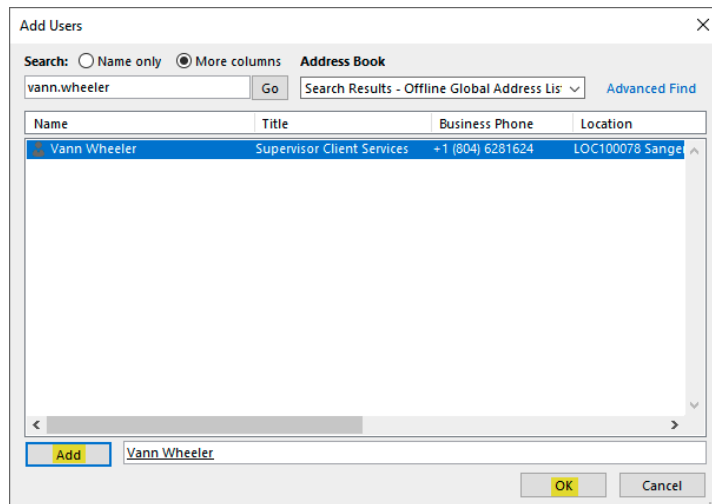 Add Users
Search: Name only More columns Address Book
vann.wheeler Go Search Results - Offline Global Address Lis Advanced Find
Name Title Business Phone Location
Vann Wheeler Supervisor Client Services +1 (804) 6281624 LOC100078 Sanger
Add Vann Wheeler
OK Cancel